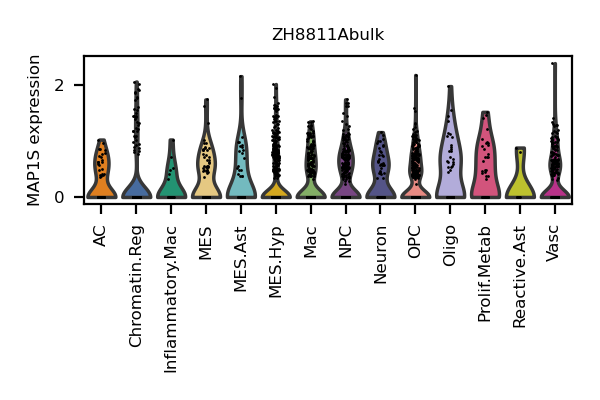 ZH8811Abulk
MAP1S expression
2
0
AC
Chromatin.Reg
Inflammatory.Mac
MES
MES.Ast
MES.Hyp
Mac
NPC
Neuron
OPC
Oligo
Prolif.Metab
Reactive.Ast
Vasc